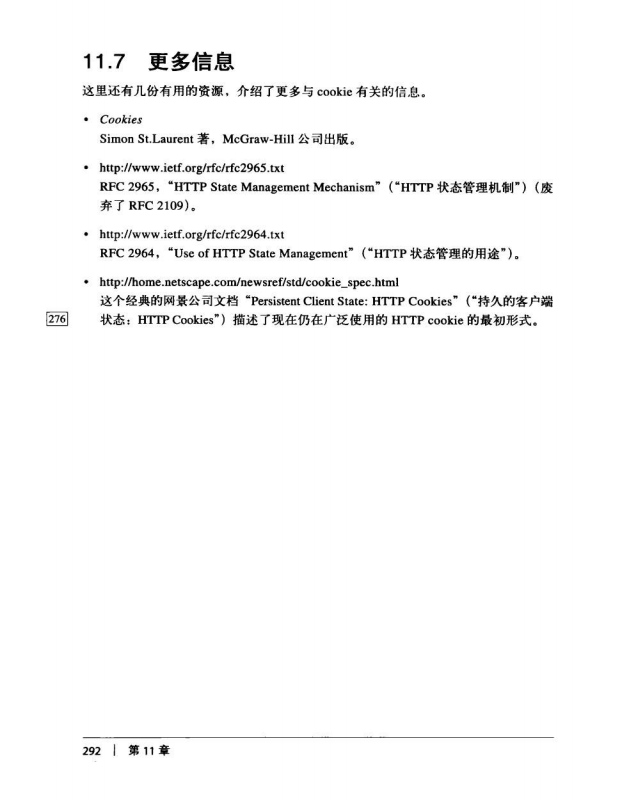 11.7 更多信息
这里还有几份有用的资源，介绍了更多与 cookie 有关的信息。
• Cookies
Simon St.Laurent 著，McGraw-Hill 公司出版。
• http://www.ietf.org/rfc/rfc2965.txt
RFC 2965，“HTTP State Management Mechanism”（“HTTP 状态管理机制”）（废
弃了 RFC 2109）。
• http://www.ietf.org/rfc/rfc2964.txt
RFC 2964，“Use of HTTP State Management”（“HTTP 状态管理的用途”）。
• http://home.netscape.com/newsref/std/cookie_spec.html
这个经典的网景公司文档“Persistent Client State: HTTP Cookies”（“持久的客户端
276 状态：HTTP Cookies”）描述了现在仍在广泛使用的 HTTP cookie 的最初形式。
292 | 第 11 章